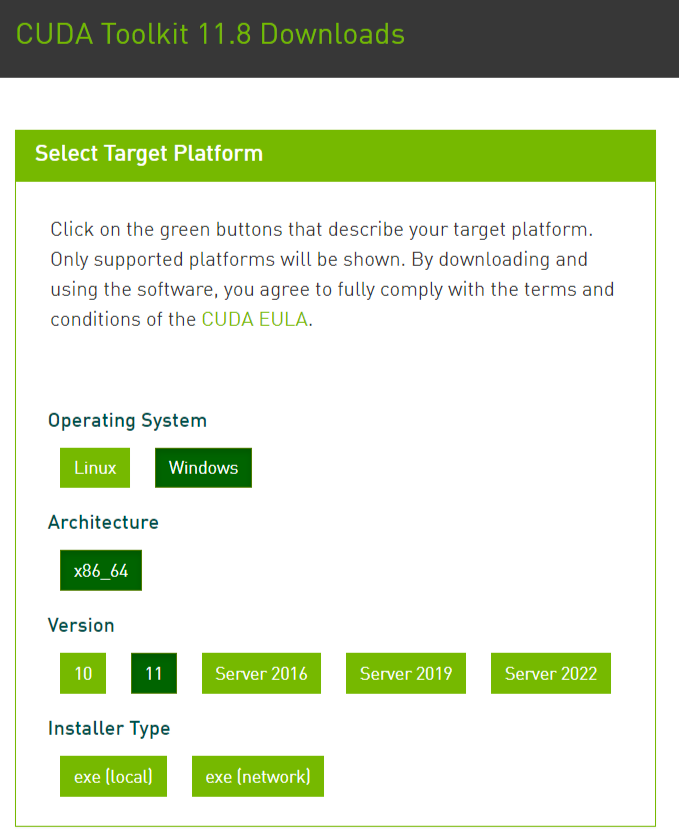 CUDA Toolkit 11.8 Downloads
Select Target Platform
Click on the green buttons that describe your target platform.
Only supported platforms will be shown. By downloading and
using the software, you agree to fully comply with the terms and
conditions of the CUDA EULA.
Operating System
Linux Windows
Architecture
x86_64
Version
10 11 Server 2016 Server 2019 Server 2022
Installer Type
exe (local) exe (network)